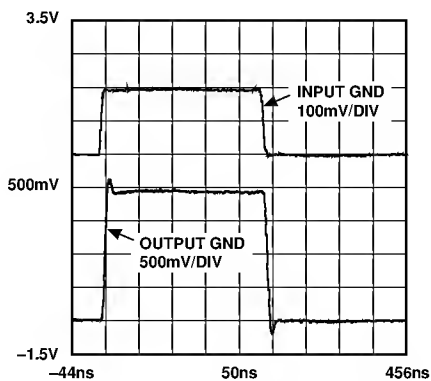 3.5V
INPUT GND
100mV/DIV
500mV
OUTPUT GND
500mV/DIV
–1.5V
–44ns
50ns
456ns